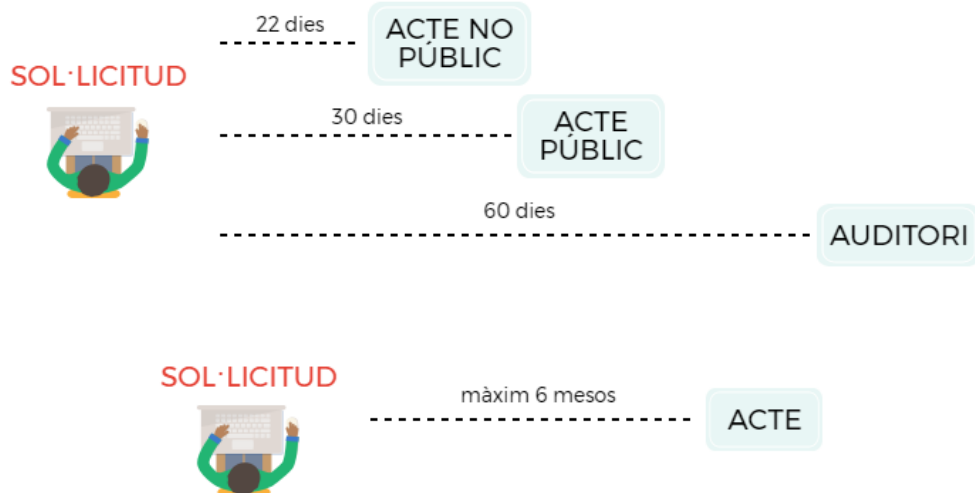 22 dies
ACTE NO
PÚBLIC
SOL·LICITUD
30 dies
ACTE
PÚBLIC
60 dies
AUDITORI
SOL·LICITUD
màxim 6 mesos
ACTE